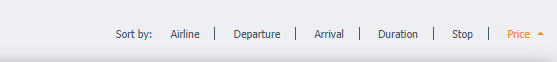 Sort by: Airline | Departure | Arrival | Duration | Stop | Price